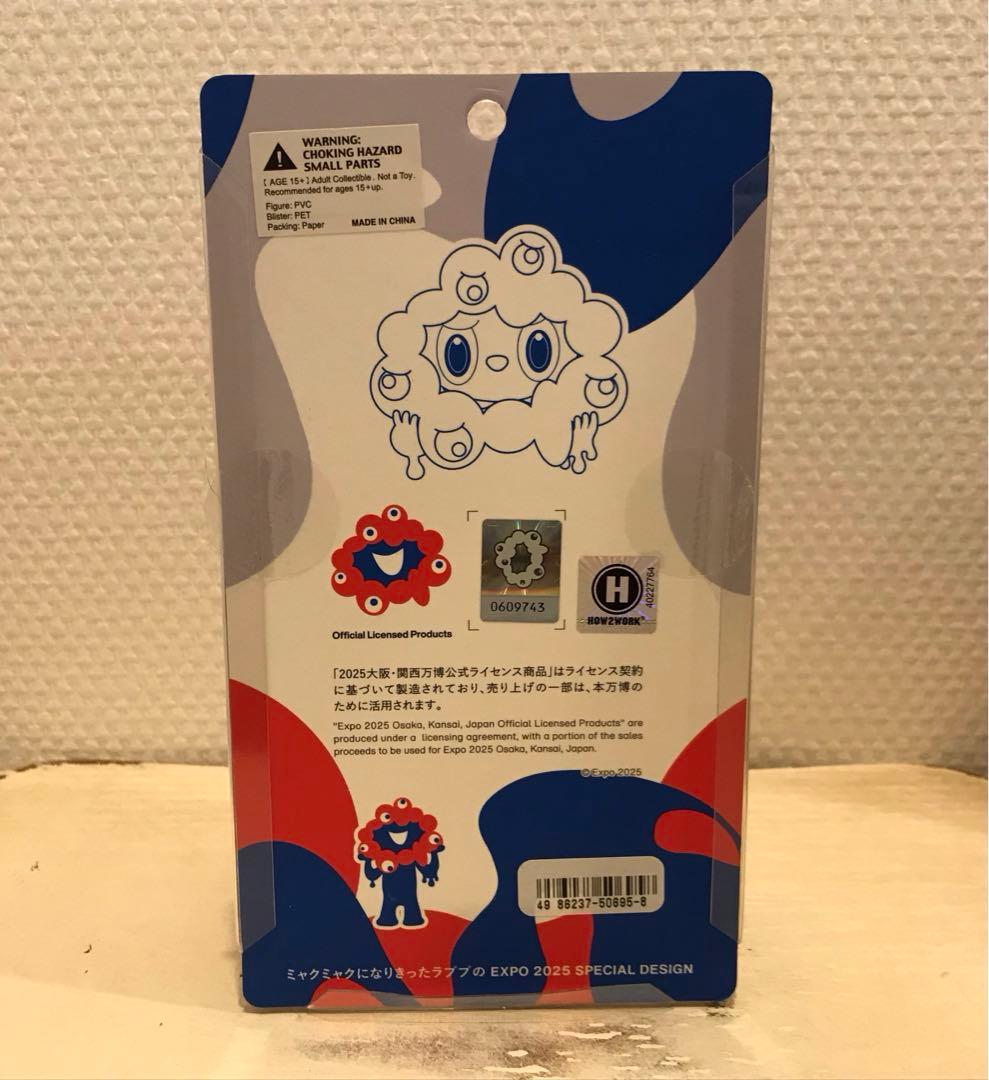 WARNING:
CHOKING HAZARD
SMALL PARTS
[ AGE 15+ ] Adult Collectible. Not a Toy.
Recommended for ages 15+up.
Figure: PVC
Blister: PET
Packing: Paper MADE IN CHINA
0609743
H
HOW2WORK®
40227764
Official Licensed Products
「2025大阪・関西万博公式ライセンス商品」はライセンス契約
に基づいて製造されており、売り上げの一部は、本万博の
ために活用されます。
"Expo 2025 Osaka, Kansai, Japan Official Licensed Products" are
produced under a licensing agreement, with a portion of the sales
proceeds to be used for Expo 2025 Osaka, Kansai, Japan.
©Expo 2025
49 86237-50695-8
ミャクミャクになりきったラブブの EXPO 2025 SPECIAL DESIGN